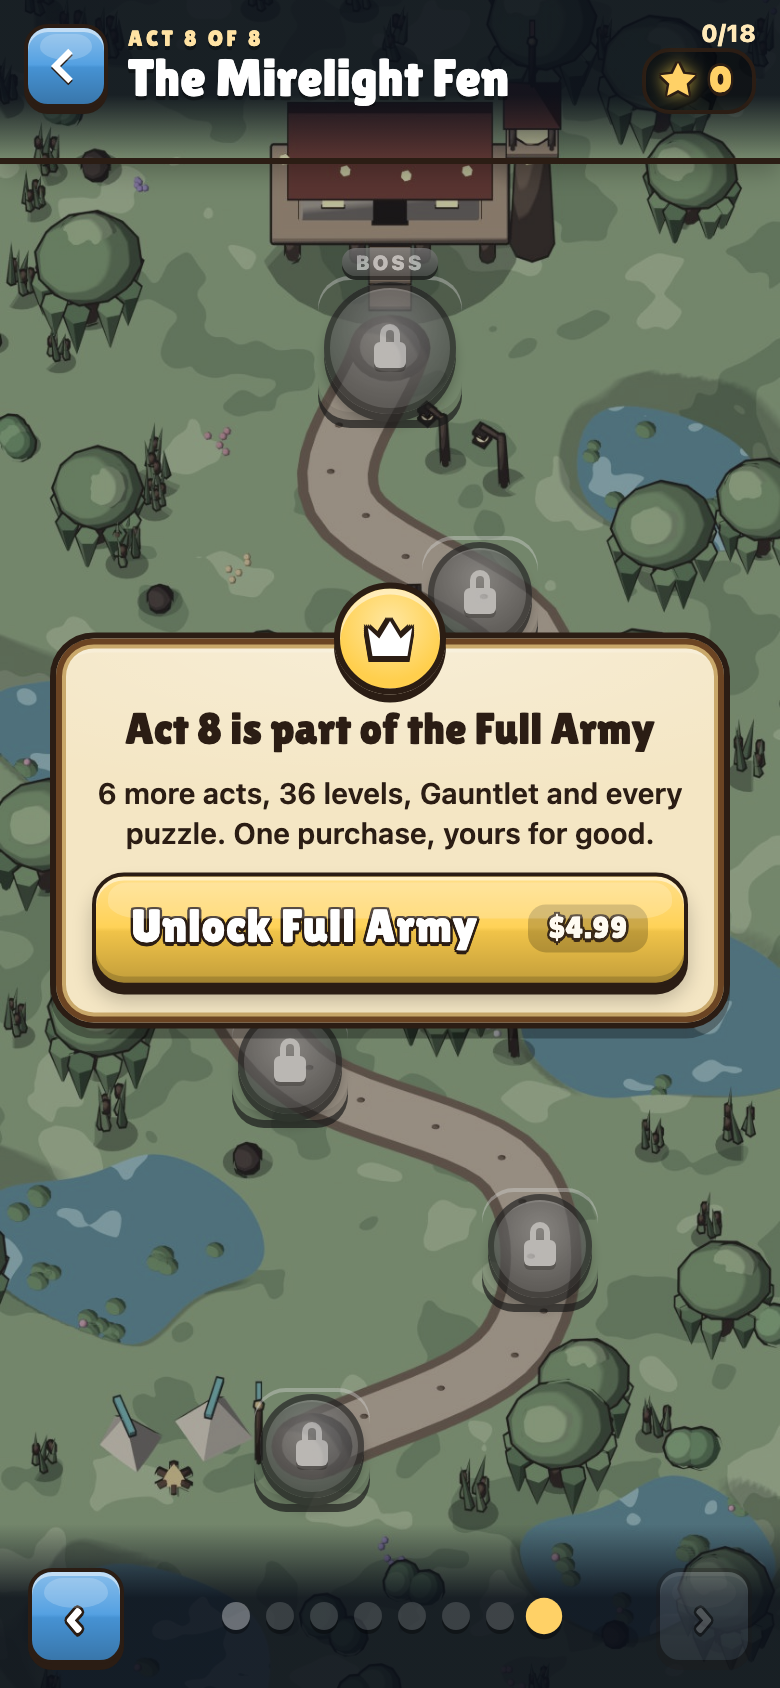 ACT 8 OF 8
The Mirelight Fen
0/18
0
BOSS
Act 8 is part of the Full Army
6 more acts, 36 levels, Gauntlet and every
puzzle. One purchase, yours for good.
Unlock Full Army
$4.99